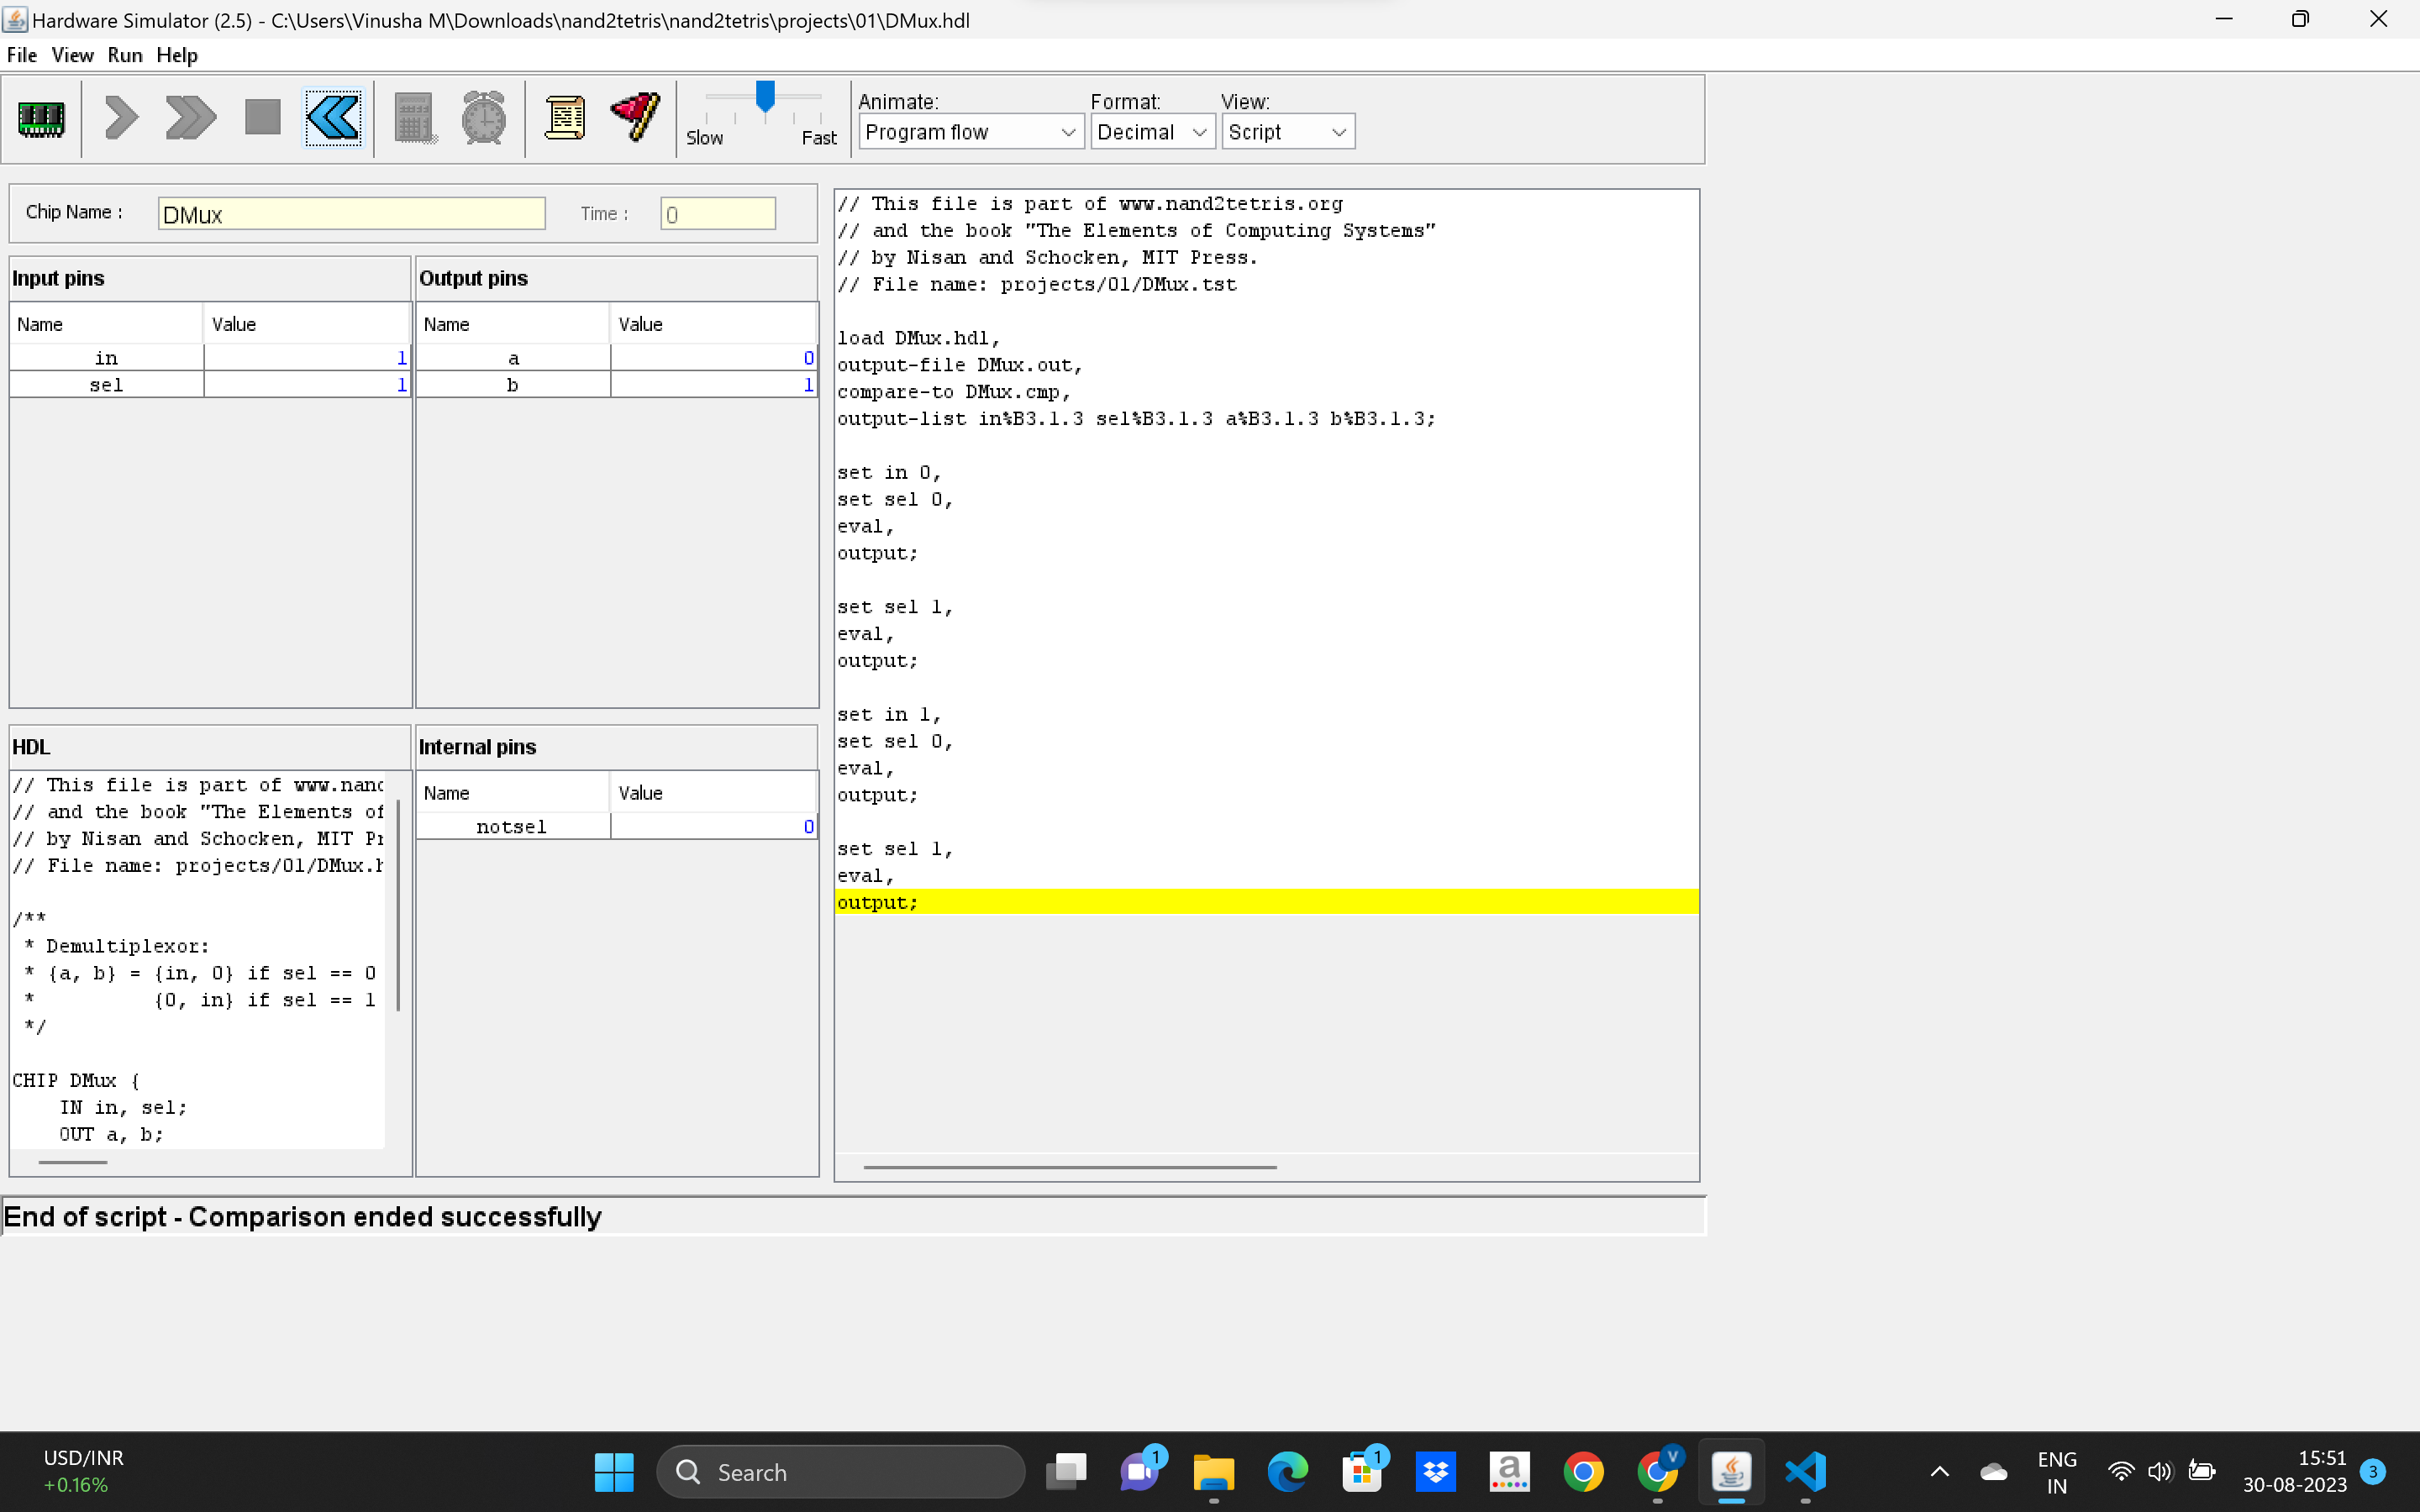 Hardware Simulator (2.5) - C:\Users\Vinusha M\Downloads\nand2tetris\nand2tetris\projects\01\DMux.hdl
File View Run Help
Animate: Format: View:
Slow Fast Program flow Decimal Script
Chip Name : DMux Time : 0
Input pins Output pins
Name Value Name Value
in 1 a 0
sel 1 b 1
HDL Internal pins
Name Value
notsel 0
// This file is part of www.nand
// and the book "The Elements of
// by Nisan and Schocken, MIT Pr
// File name: projects/01/DMux.h
/**
* Demultiplexor:
* {a, b} = {in, 0} if sel == 0
* {0, in} if sel == 1
*/
CHIP DMux {
IN in, sel;
OUT a, b;
// This file is part of www.nand2tetris.org
// and the book "The Elements of Computing Systems"
// by Nisan and Schocken, MIT Press.
// File name: projects/01/DMux.tst
load DMux.hdl,
output-file DMux.out,
compare-to DMux.cmp,
output-list in%B3.1.3 sel%B3.1.3 a%B3.1.3 b%B3.1.3;
set in 0,
set sel 0,
eval,
output;
set sel 1,
eval,
output;
set in 1,
set sel 0,
eval,
output;
set sel 1,
eval,
output;
End of script - Comparison ended successfully
USD/INR
+0.16%
Search
1
1
a
V
ENG
IN
15:51
30-08-2023
3